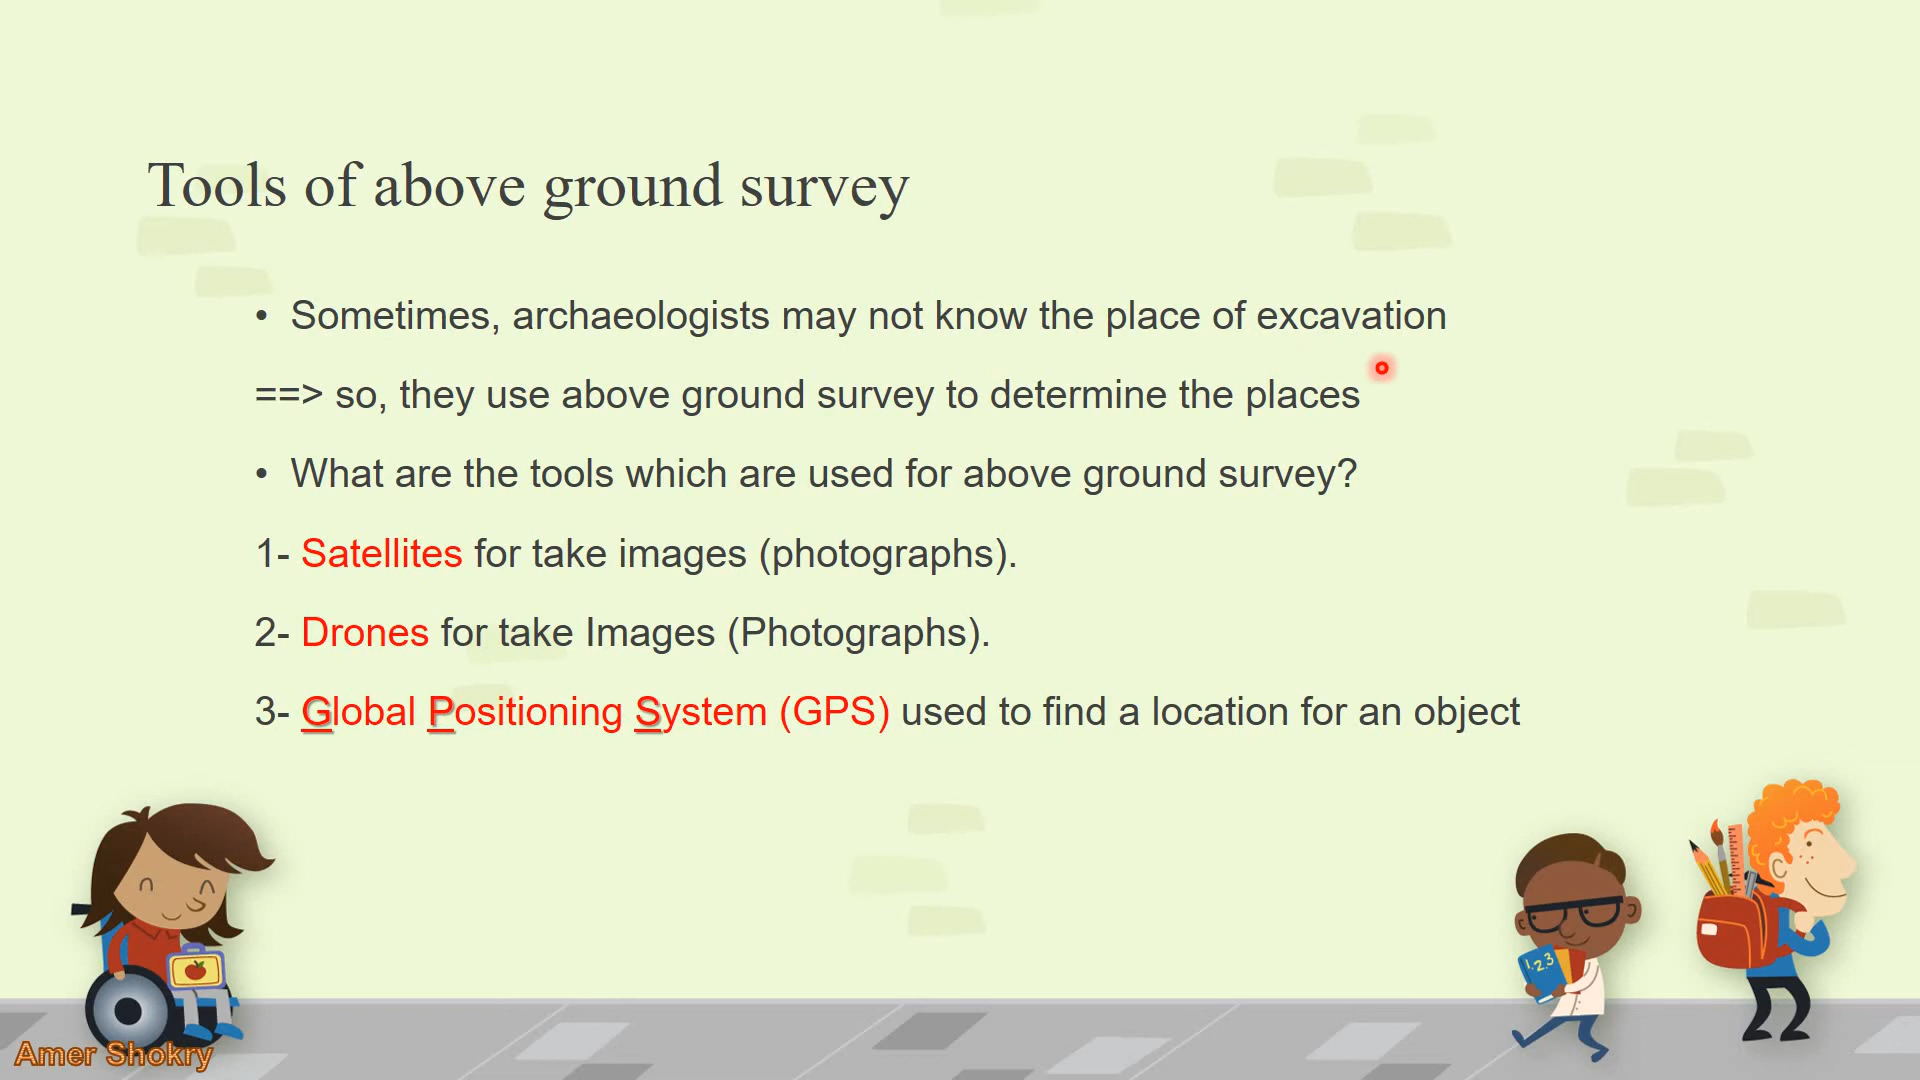 Tools of above ground survey
• Sometimes, archaeologists may not know the place of excavation
==> so, they use above ground survey to determine the places
• What are the tools which are used for above ground survey?
1- Satellites for take images (photographs).
2- Drones for take Images (Photographs).
3- Global Positioning System (GPS) used to find a location for an object
1,2,3
Amer Shokry